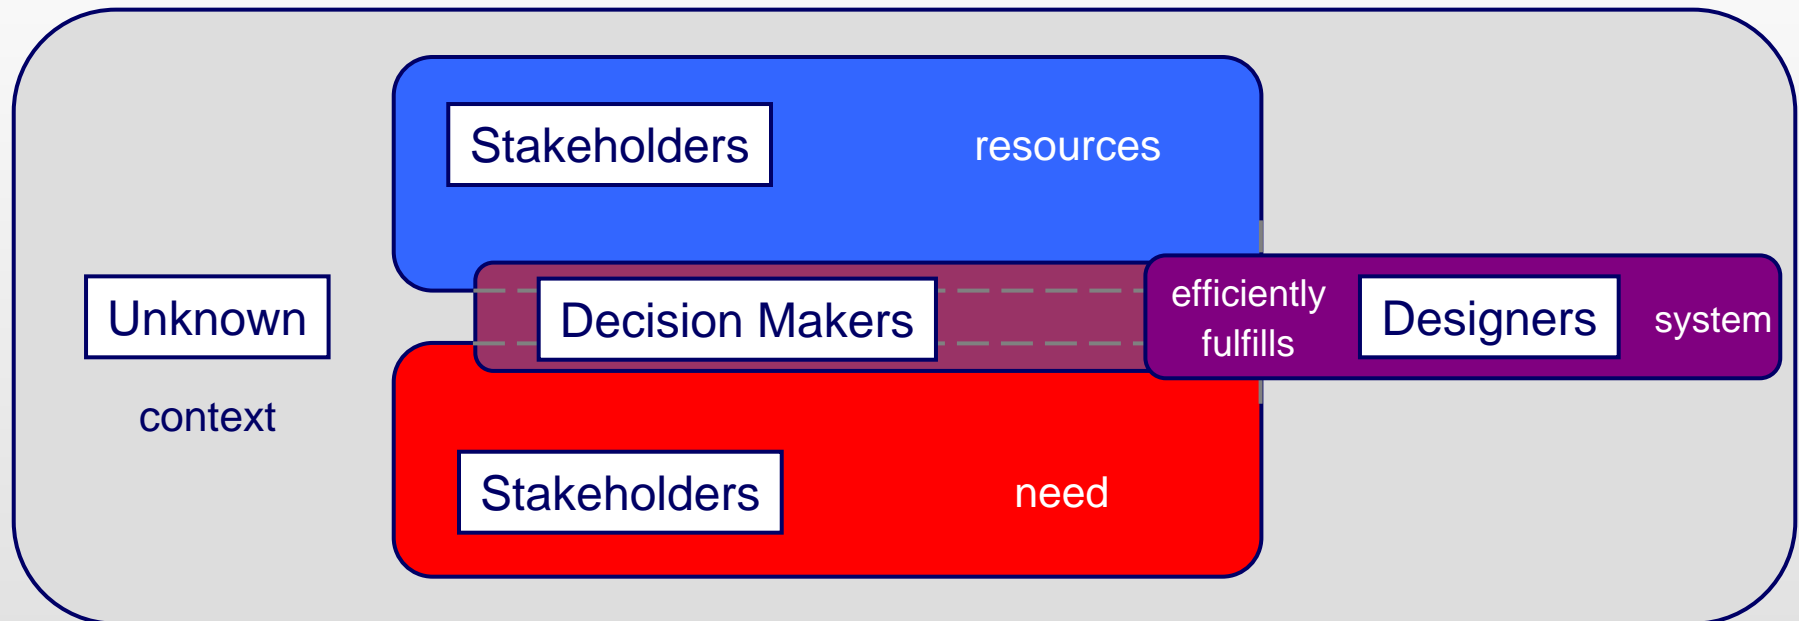 Stakeholders
resources
Unknown
context
Decision Makers
efficiently
fulfills
Designers
system
Stakeholders
need